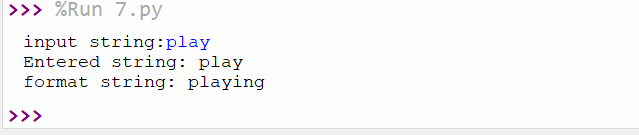 >>> %Run 7.py
input string:play
Entered string: play
format string: playing
>>>